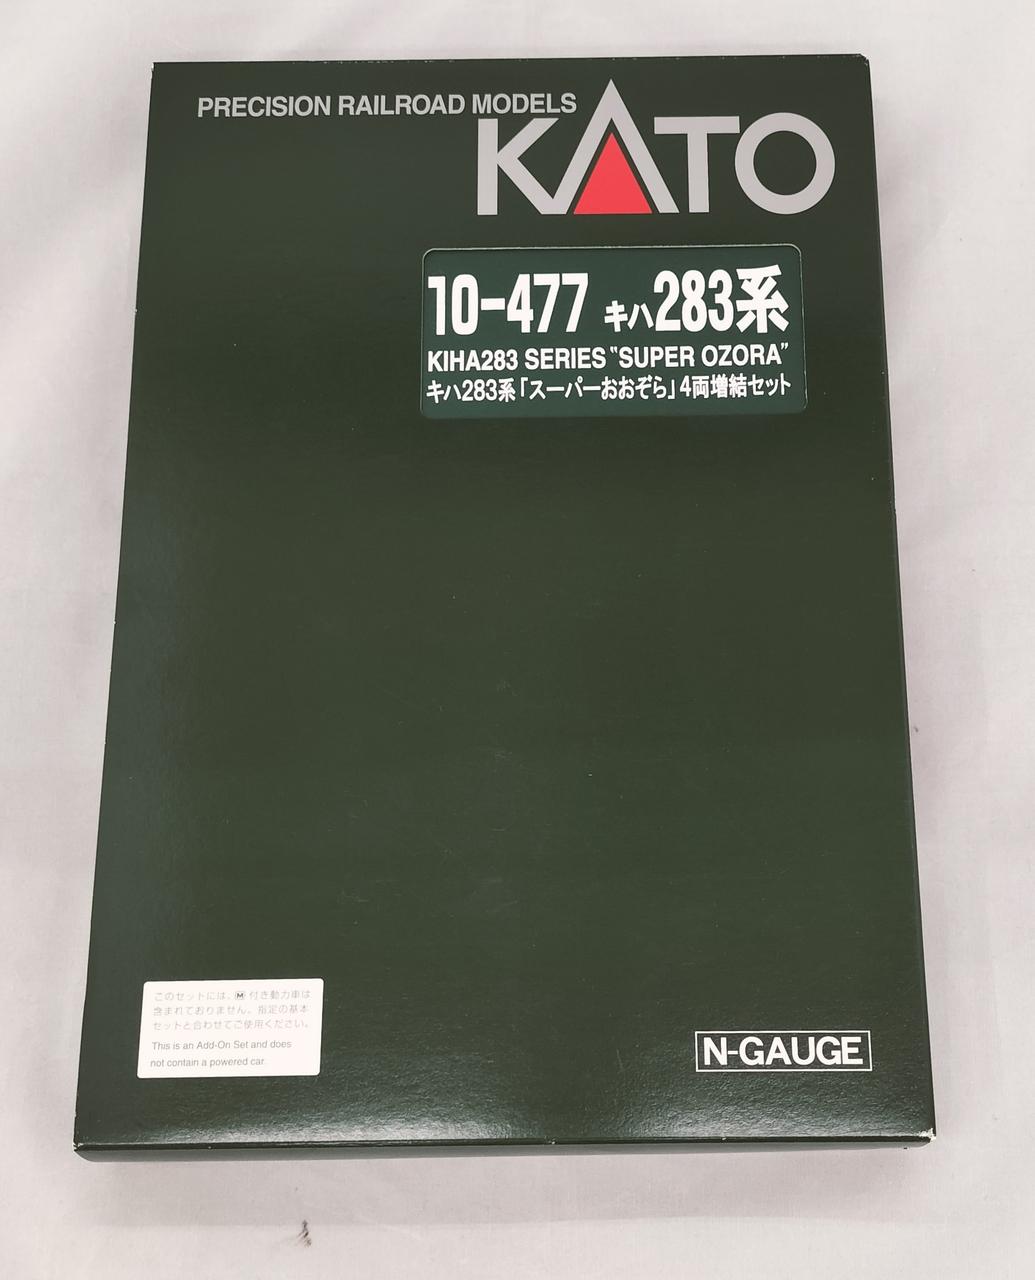 PRECISION RAILROAD MODELS
KATO
10-477 キハ283系
KIHA283 SERIES "SUPER OZORA"
キハ283系「スーパーおおぞら」4両増結セット
このセットには、M 付き動力車は
含まれておりません。指定の基本
セットと合わせてご使用ください。
This is an Add-On Set and does
not contain a powered car.
N-GAUGE